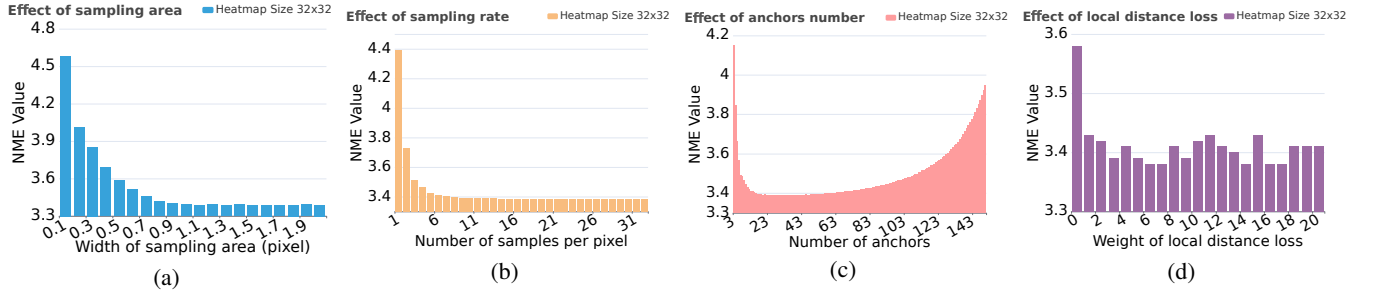 Effect of sampling area
Heatmap Size 32x32
NME Value
4.8
4.5
4.2
3.9
3.6
3.3
0.1
0.3
0.5
0.7
0.9
1.1
1.3
1.5
1.7
1.9
Width of sampling area (pixel)
(a)
Effect of sampling rate
Heatmap Size 32x32
NME Value
4.4
4.2
4
3.8
3.6
3.4
1
6
11
16
21
26
31
Number of samples per pixel
(b)
Effect of anchors number
Heatmap Size 32x32
NME Value
4.2
4
3.8
3.6
3.4
3.3
3
23
43
63
83
103
123
143
Number of anchors
(c)
Effect of local distance loss
Heatmap Size 32x32
NME Value
3.6
3.5
3.4
3.3
0
2
4
6
8
10
12
14
16
18
20
Weight of local distance loss
(d)